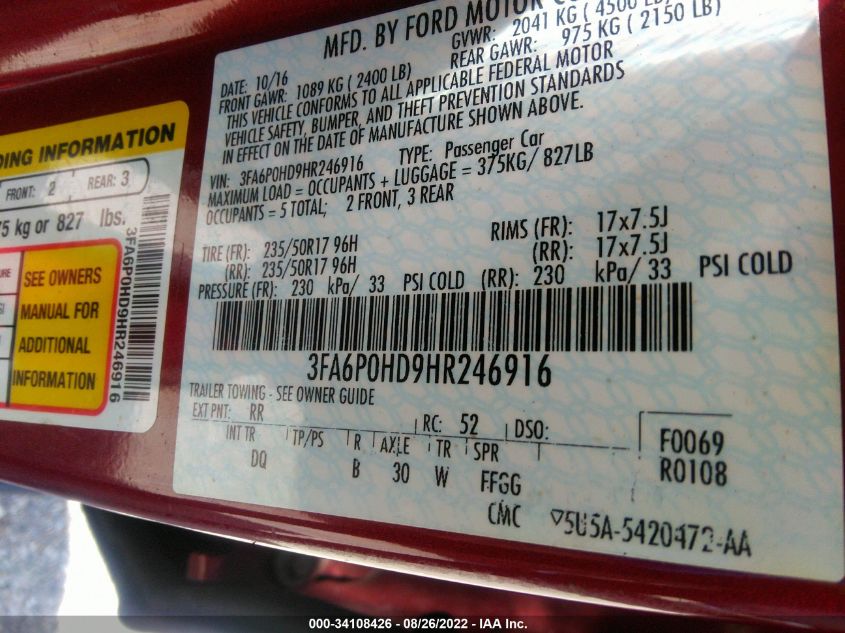 MFD. BY FORD MOTOR CO
DATE: 10/16 GVWR: 2041 KG ( 4500 LB)
FRONT GAWR: 1089 KG ( 2400 LB) REAR GAWR: 975 KG ( 2150 LB)
THIS VEHICLE CONFORMS TO ALL APPLICABLE FEDERAL MOTOR
VEHICLE SAFETY, BUMPER, AND THEFT PREVENTION STANDARDS
IN EFFECT ON THE DATE OF MANUFACTURE SHOWN ABOVE.
VIN: 3FA6P0HD9HR246916 TYPE: Passenger Car
MAXIMUM LOAD = OCCUPANTS + LUGGAGE = 375KG/ 827LB
OCCUPANTS = 5 TOTAL; 2 FRONT, 3 REAR
TIRE (FR): 235/50R17 96H RIMS (FR): 17x7.5J
(RR): 235/50R17 96H (RR): 17x7.5J
PRESSURE (FR): 230 kPa/ 33 PSI COLD (RR): 230 kPa/ 33 PSI COLD
3FA6P0HD9HR246916
TRAILER TOWING - SEE OWNER GUIDE
EXT PNT: RR RC: 52 DSO:
INT TR TP/PS R AXLE TR SPR F0069
DQ B 30 W FFGG R0108
CMC 5U5A-5420472-AA
DING INFORMATION
FRONT: 2 REAR: 3
75 kg or 827 lbs.
SEE OWNERS
MANUAL FOR
ADDITIONAL
INFORMATION
3FA6P0HD9HR246916
000-34108426 - 08/26/2022 - IAA Inc.